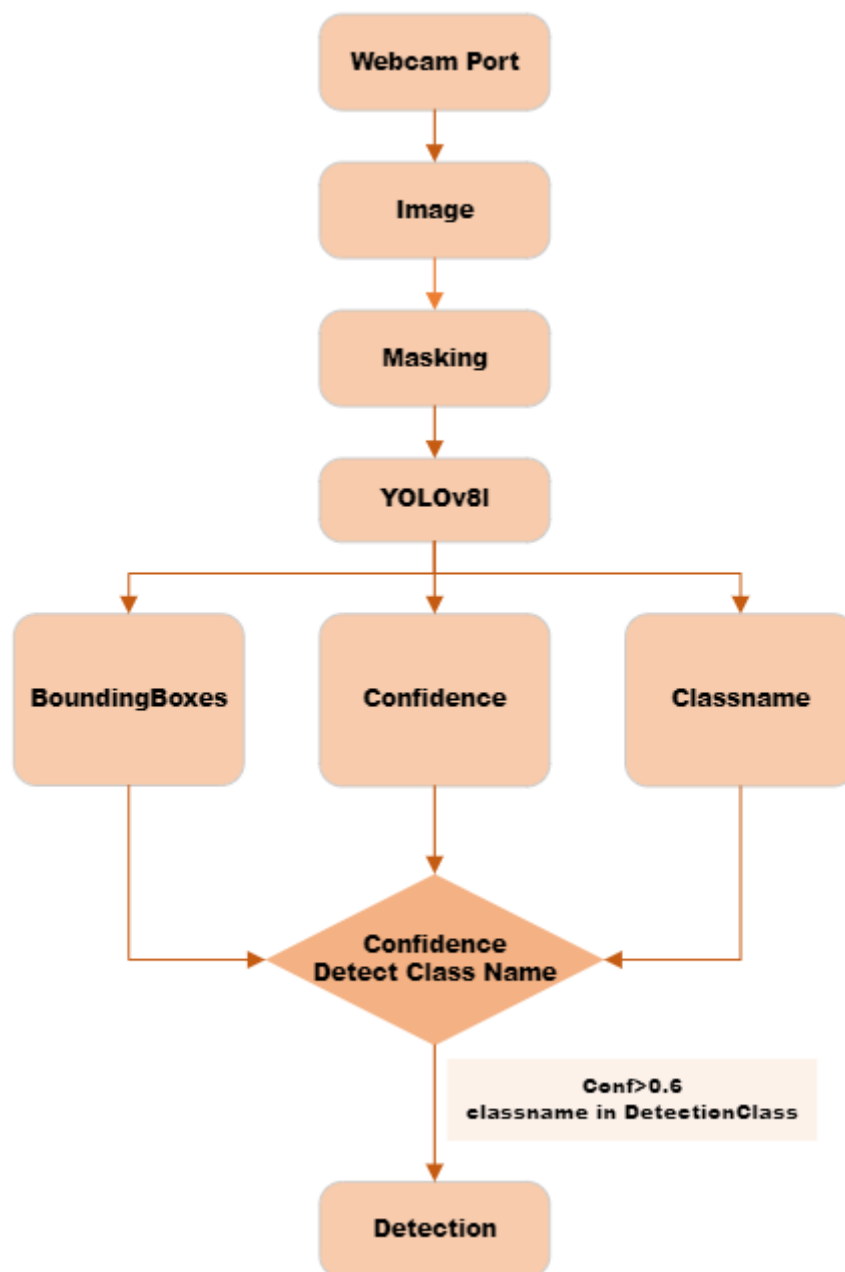 Webcam Port
Image
Masking
YOLOv8l
BoundingBoxes
Confidence
Classname
Confidence
Detect Class Name
Conf>0.6
classname in DetectionClass
Detection